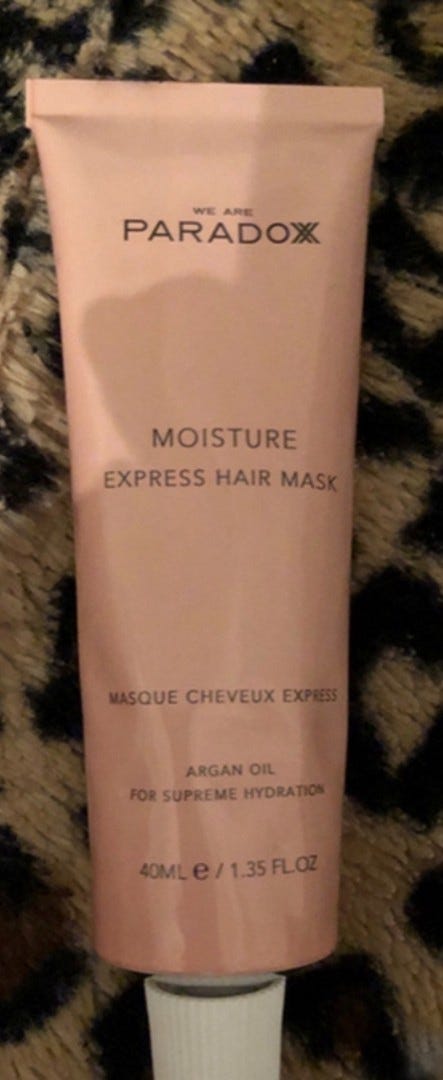 WE ARE
PARADOXX
MOISTURE
EXPRESS HAIR MASK
MASQUE CHEVEUX EXPRESS
ARGAN OIL
FOR SUPREME HYDRATION
40ML e / 1.35 FL.OZ